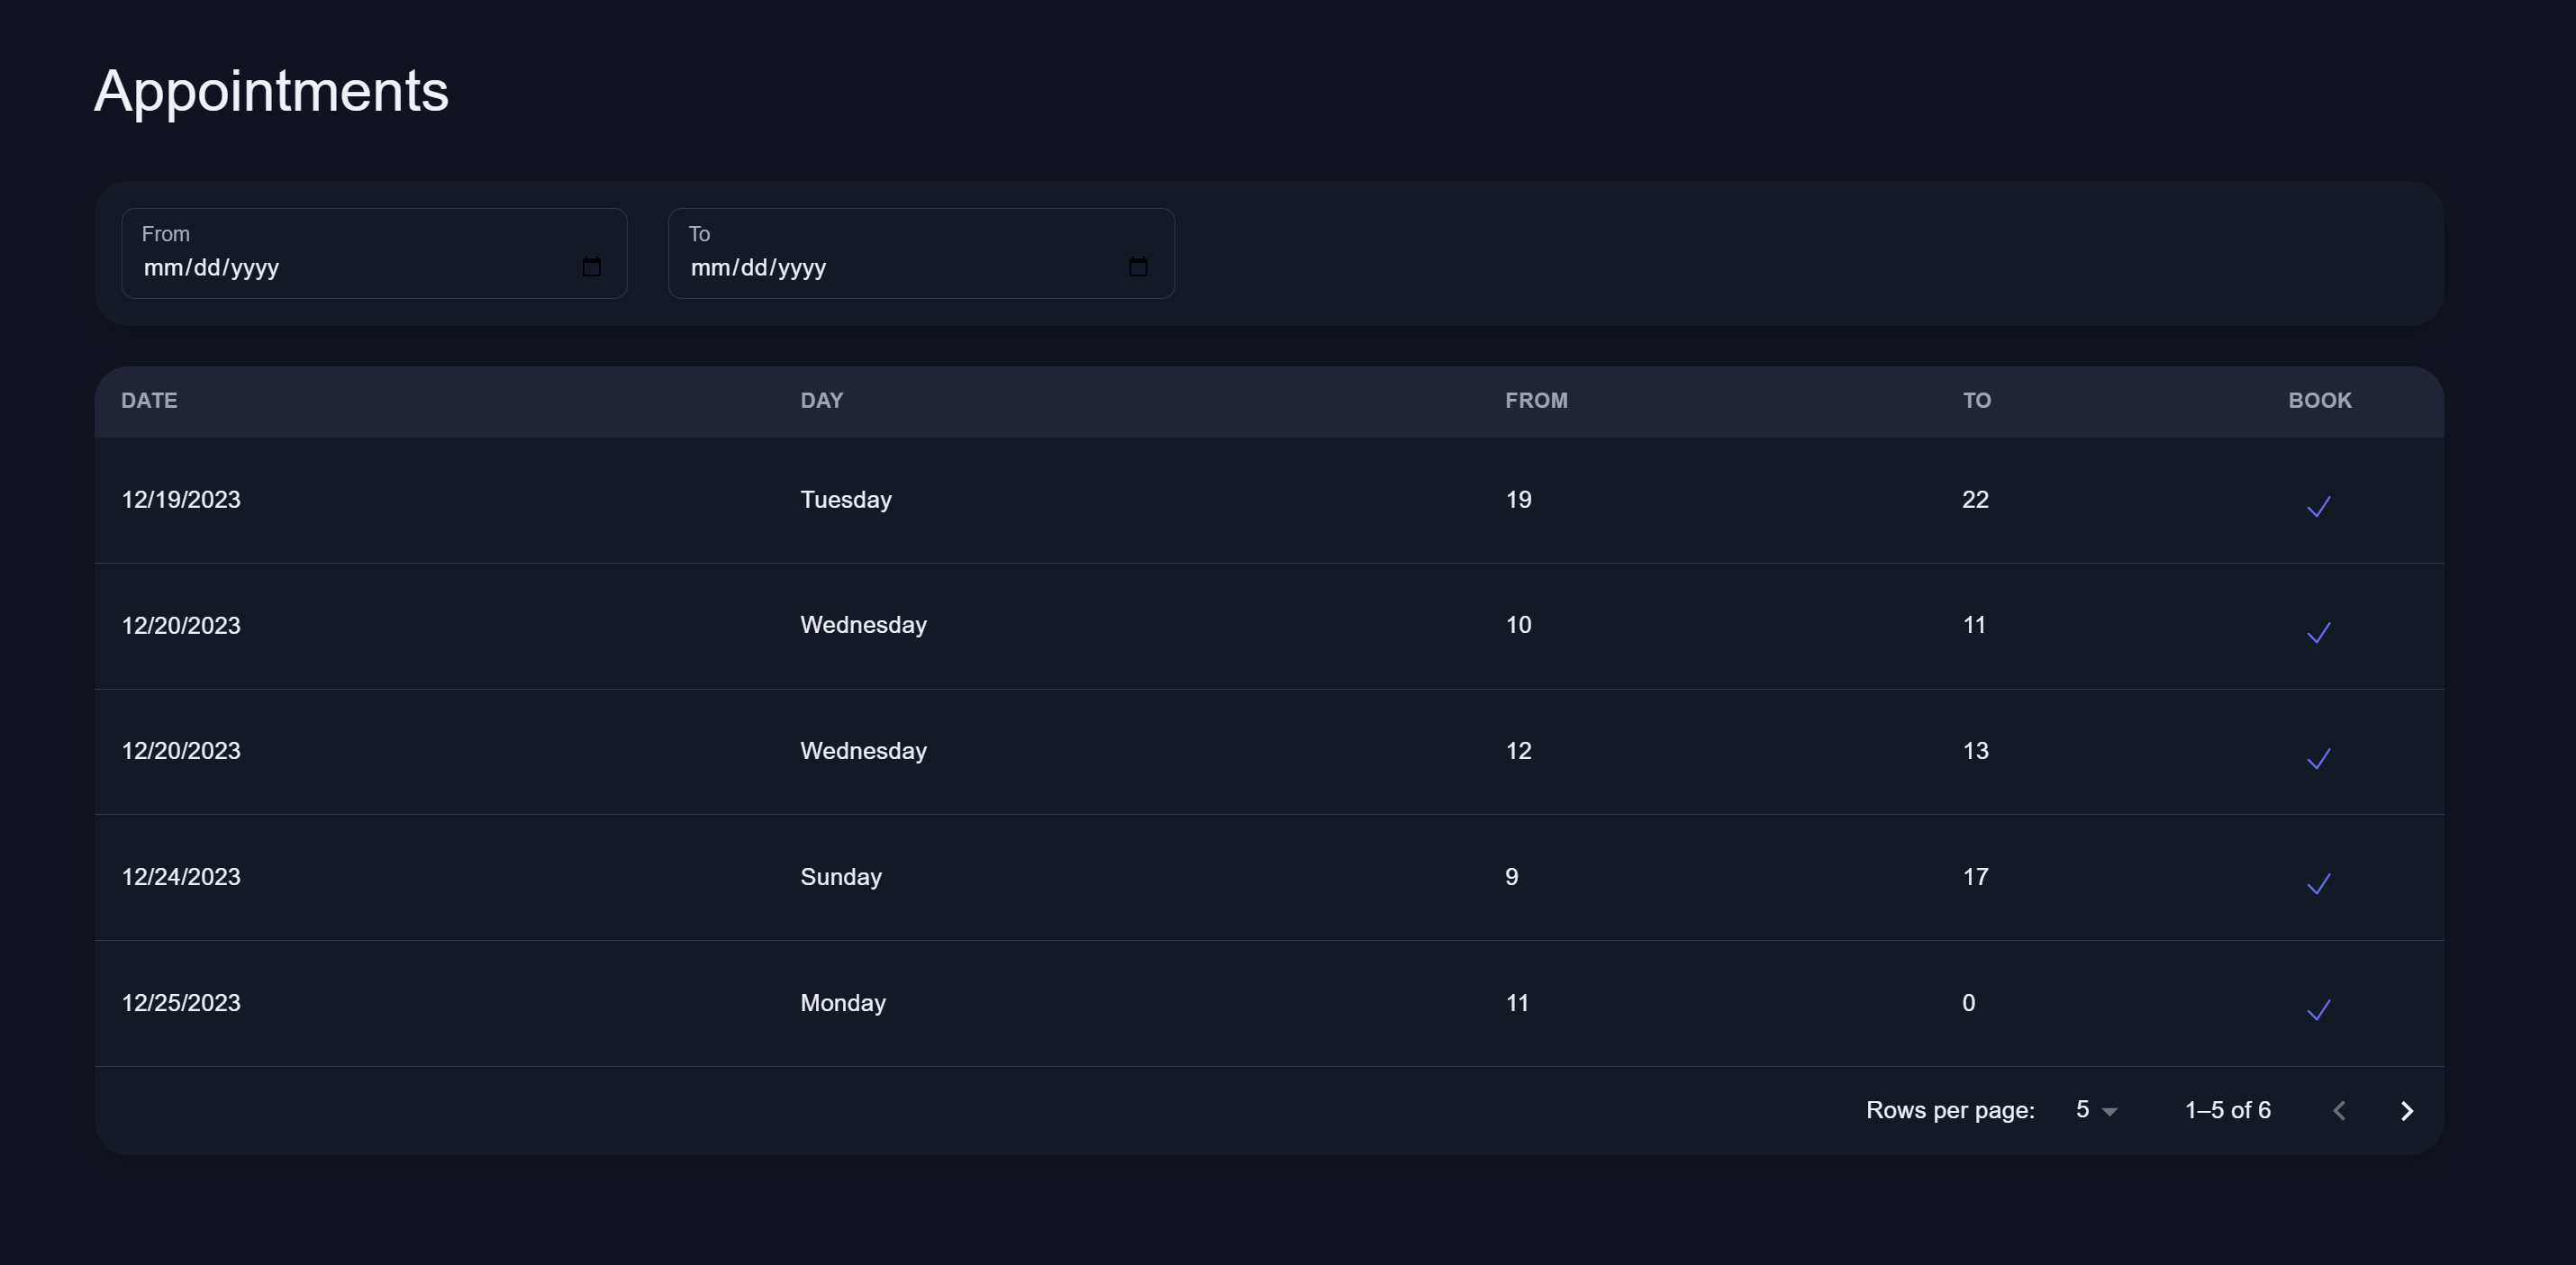 Appointments
From To
mm/dd/yyyy mm/dd/yyyy
DATE DAY FROM TO BOOK
12/19/2023 Tuesday 19 22
12/20/2023 Wednesday 10 11
12/20/2023 Wednesday 12 13
12/24/2023 Sunday 9 17
12/25/2023 Monday 11 0
Rows per page: 5 1–5 of 6